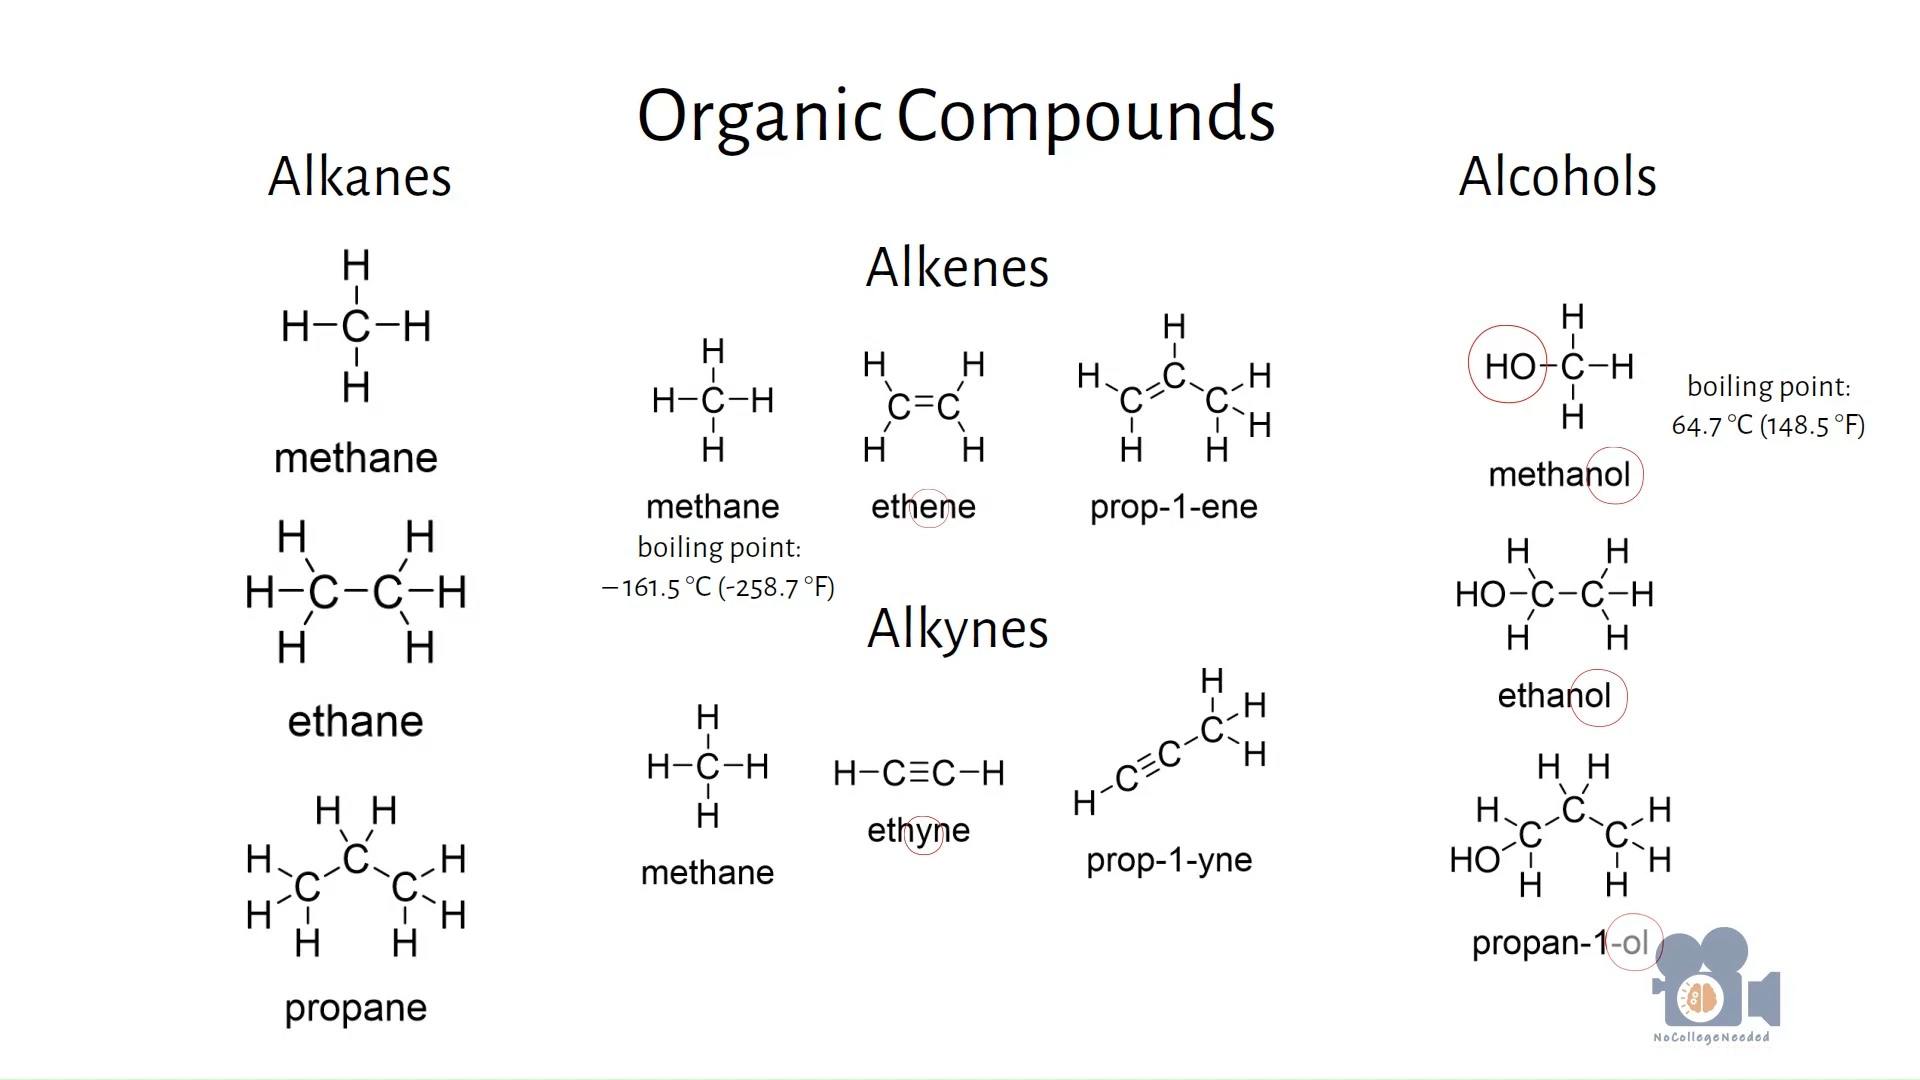 Organic Compounds
Alkanes
H
H–C–H
H
methane
H H
H–C–C–H
H H
ethane
H H
H C H
C C
H H
H H
propane
Alkenes
H
H–C–H
H
methane
boiling point:
–161.5 °C (-258.7 °F)
H H
C=C
H H
ethene
H
H C H
C C
H
H H
prop-1-ene
Alkynes
H
H–C–H
H
methane
H–C≡C–H
ethyne
H
H
C
C H
C
H
prop-1-yne
Alcohols
H
HO–C–H
H
methanol
boiling point:
64.7 °C (148.5 °F)
H H
HO–C–C–H
H H
ethanol
H H
H C H
C C
HO H
H H
propan-1-ol
NoCollegeNeeded